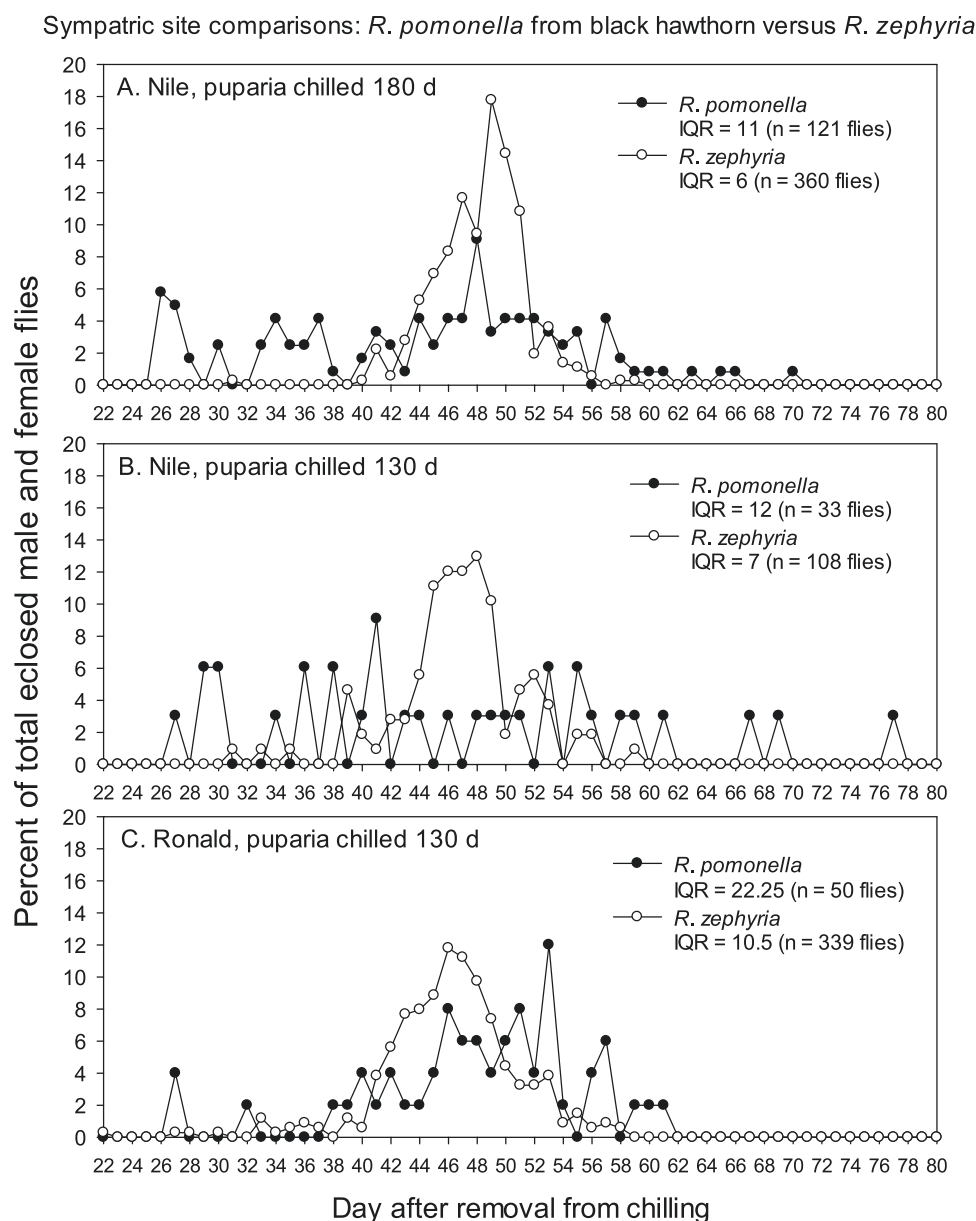 Sympatric site comparisons: R. pomonella from black hawthorn versus R. zephyria
Percent of total eclosed male and female flies
20
18
16
14
12
10
8
6
4
2
0
A. Nile, puparia chilled 180 d
R. pomonella
IQR = 11 (n = 121 flies)
R. zephyria
IQR = 6 (n = 360 flies)
22 24 26 28 30 32 34 36 38 40 42 44 46 48 50 52 54 56 58 60 62 64 66 68 70 72 74 76 78 80
20
18
16
14
12
10
8
6
4
2
0
B. Nile, puparia chilled 130 d
R. pomonella
IQR = 12 (n = 33 flies)
R. zephyria
IQR = 7 (n = 108 flies)
22 24 26 28 30 32 34 36 38 40 42 44 46 48 50 52 54 56 58 60 62 64 66 68 70 72 74 76 78 80
20
18
16
14
12
10
8
6
4
2
0
C. Ronald, puparia chilled 130 d
R. pomonella
IQR = 22.25 (n = 50 flies)
R. zephyria
IQR = 10.5 (n = 339 flies)
22 24 26 28 30 32 34 36 38 40 42 44 46 48 50 52 54 56 58 60 62 64 66 68 70 72 74 76 78 80
Day after removal from chilling